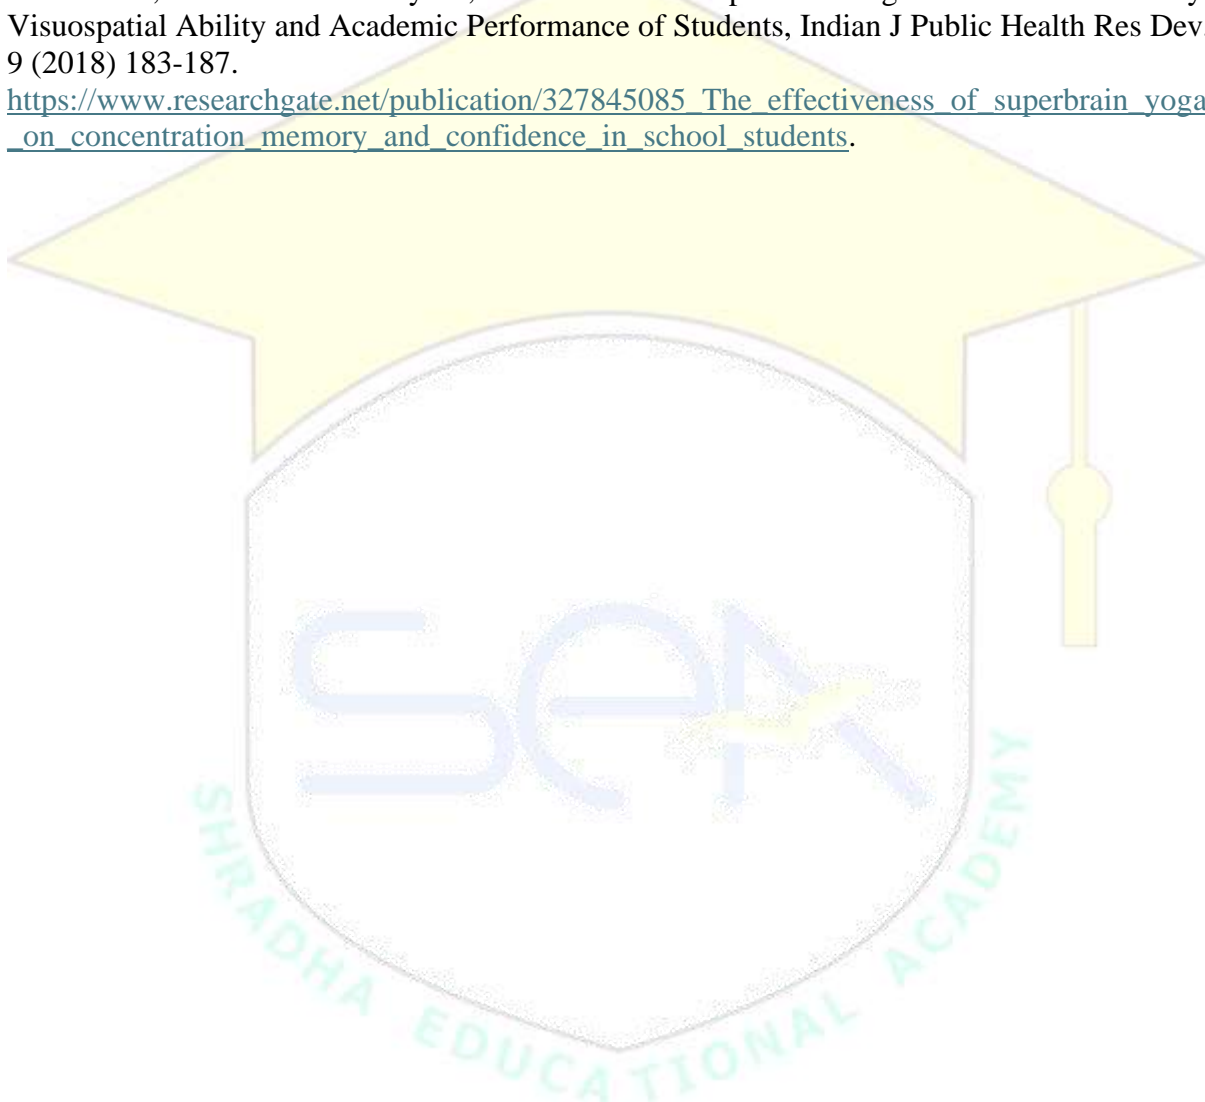 Visuospatial Ability and Academic Performance of Students, Indian J Public Health Res Dev.
9 (2018) 183-187.
https://www.researchgate.net/publication/327845085_The_effectiveness_of_superbrain_yoga
_on_concentration_memory_and_confidence_in_school_students.
SeA
SHRADHA EDUCATIONAL ACADEMY